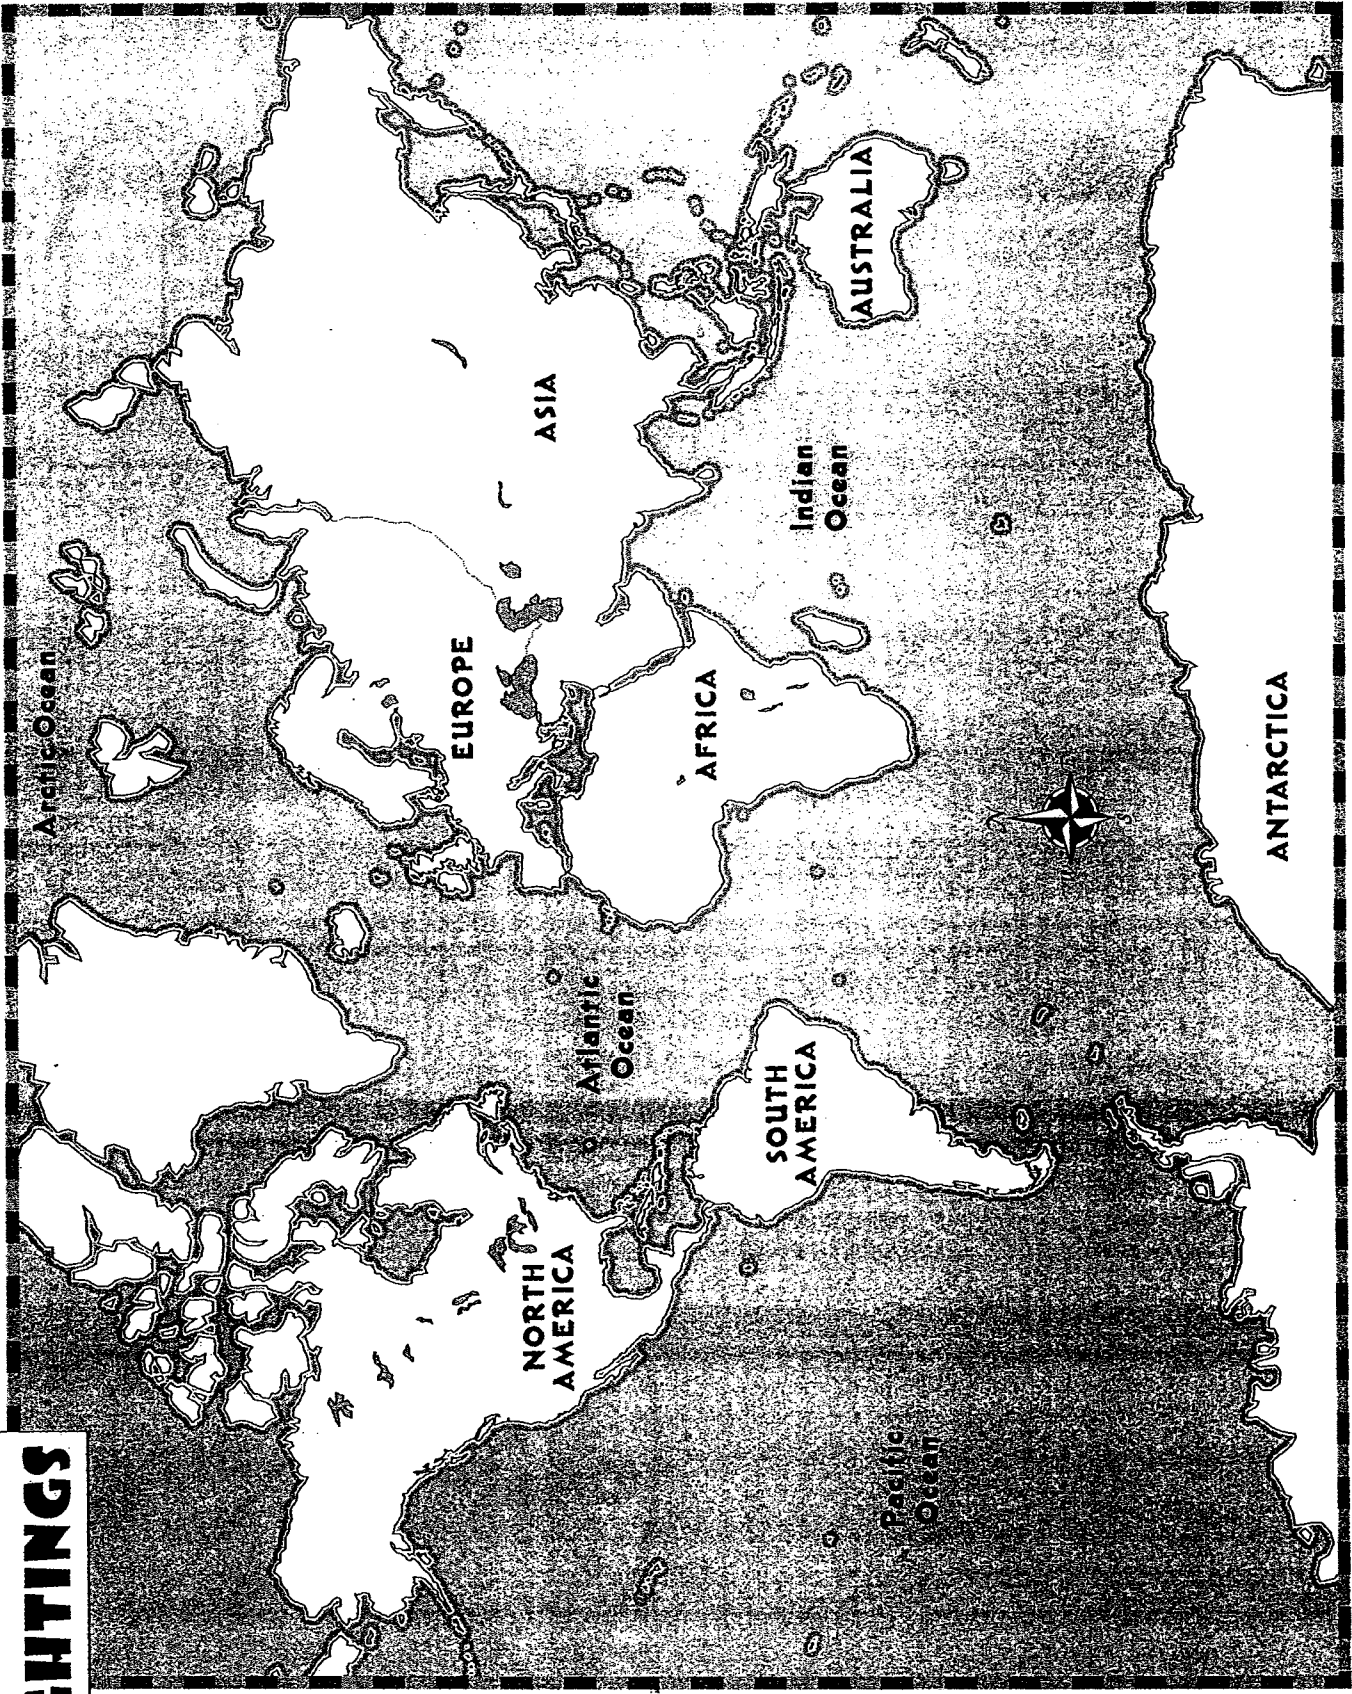 HTINGS
Arctic Ocean
EUROPE
ASIA
NORTH
AMERICA
Atlantic
Ocean
AFRICA
SOUTH
AMERICA
Indian
Ocean
AUSTRALIA
Pacific
Ocean
ANTARCTICA